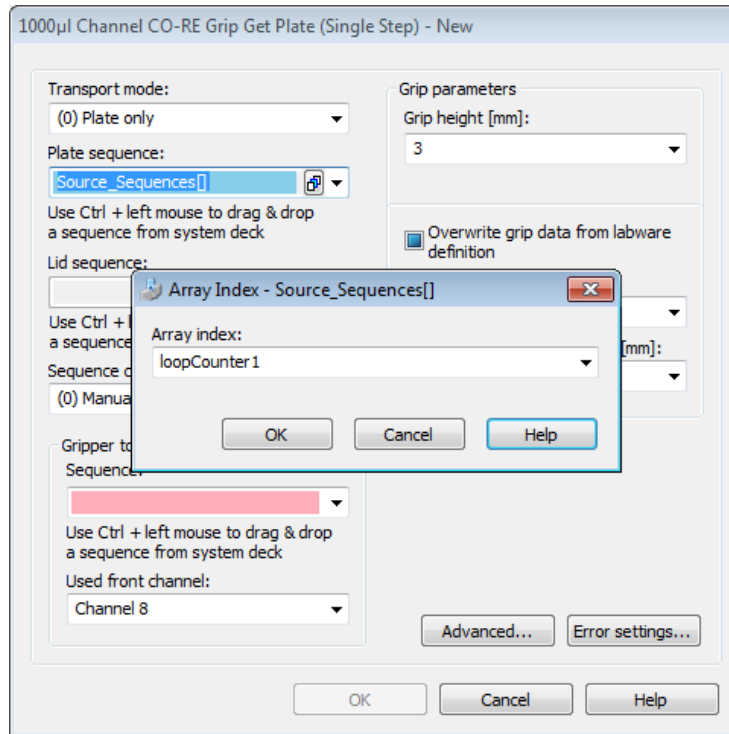 1000µl Channel CO-RE Grip Get Plate (Single Step) - New
Transport mode:
(0) Plate only
Plate sequence:
Source_Sequences[]
Use Ctrl + left mouse to drag & drop
a sequence from system deck
Lid sequence:
Use Ctrl + l
a sequence
Sequence c
(0) Manua
Gripper to
Sequence:
Use Ctrl + left mouse to drag & drop
a sequence from system deck
Used front channel:
Channel 8
Grip parameters
Grip height [mm]:
3
Overwrite grip data from labware
definition
[mm]:
Array Index - Source_Sequences[]
Array index:
loopCounter1
OK
Cancel
Help
Advanced...
Error settings...
OK
Cancel
Help